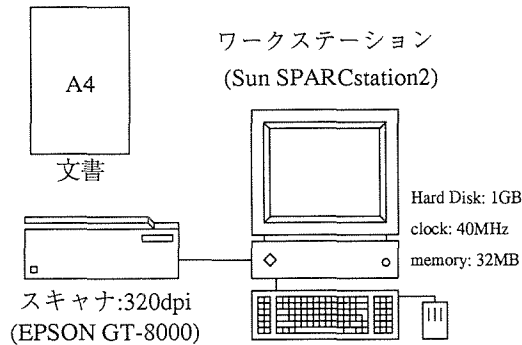 A4
文書
ワークステーション
(Sun SPARCstation2)
Hard Disk: 1GB
clock: 40MHz
memory: 32MB
スキャナ:320dpi
(EPSON GT-8000)